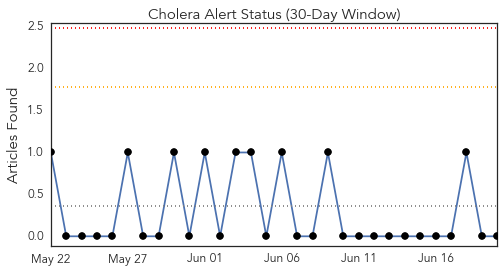 Cholera Alert Status (30-Day Window)
Articles Found
2.5
2.0
1.5
1.0
0.5
0.0
May 22 May 27 Jun 01 Jun 06 Jun 11 Jun 16